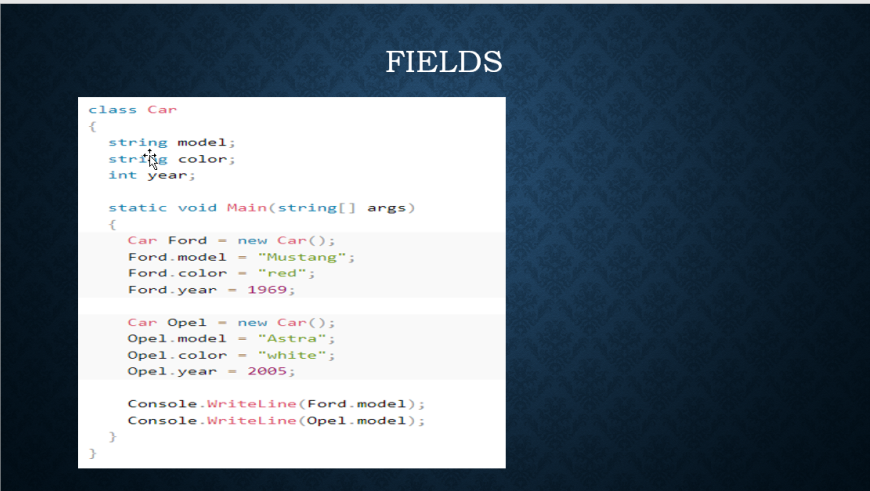 FIELDS
class Car
{
string model;
string color;
int year;
static void Main(string[] args)
{
Car Ford = new Car();
Ford.model = "Mustang";
Ford.color = "red";
Ford.year = 1969;
Car Opel = new Car();
Opel.model = "Astra";
Opel.color = "white";
Opel.year = 2005;
Console.WriteLine(Ford.model);
Console.WriteLine(Opel.model);
}
}